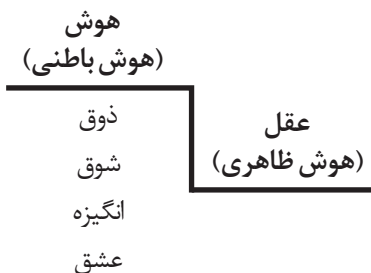 هوش
(هوش باطنی)
عقل
(هوش ظاهری)
ذوق
شوق
انگیزه
عشق